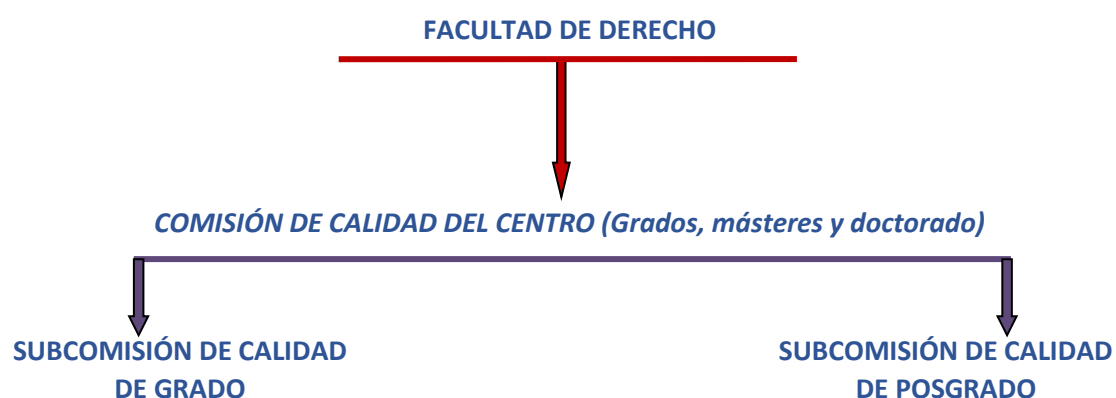 FACULTAD DE DERECHO
COMISIÓN DE CALIDAD DEL CENTRO (Grados, másteres y doctorado)
SUBCOMISIÓN DE CALIDAD
DE GRADO
SUBCOMISIÓN DE CALIDAD
DE POSGRADO